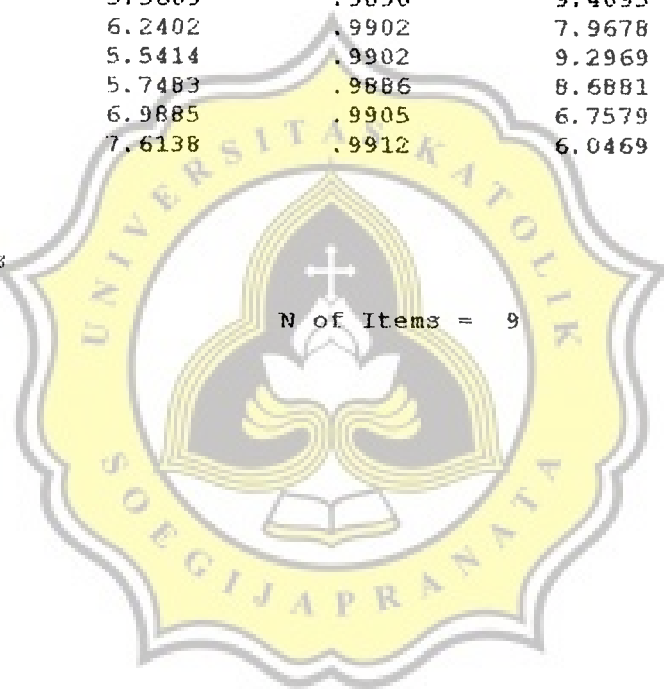 6.2402 .9902 7.9678
5.5414 .9902 9.2969
5.7483 .9886 8.6881
6.9885 .9905 6.7579
7.6138 .9912 6.0469
N of Items = 9
UNIVERSITAS KATOLIK
SOEGIJAPRANATA